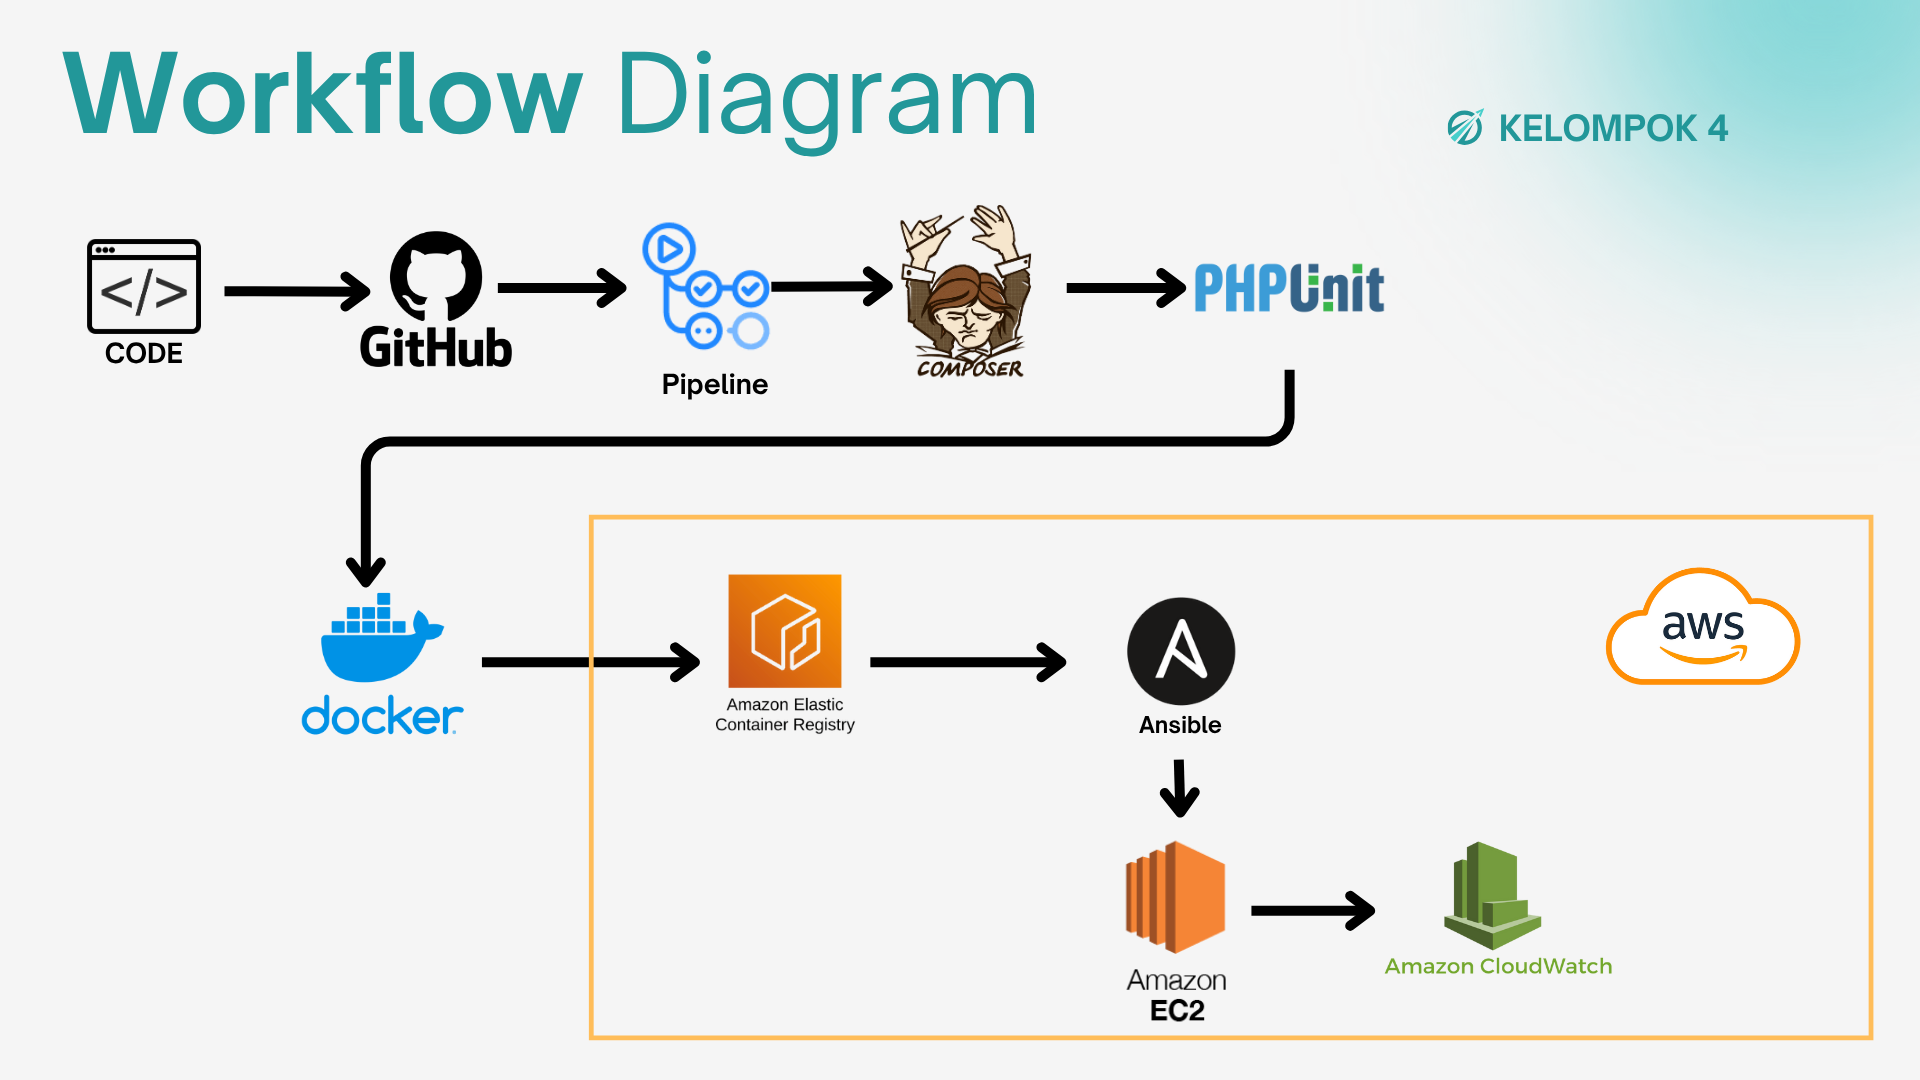 Workflow Diagram
KELOMPOK 4
</>
CODE
GitHub
Pipeline
COMPOSER
PHPUnit
docker
Amazon Elastic
Container Registry
Ansible
aws
Amazon
EC2
Amazon CloudWatch